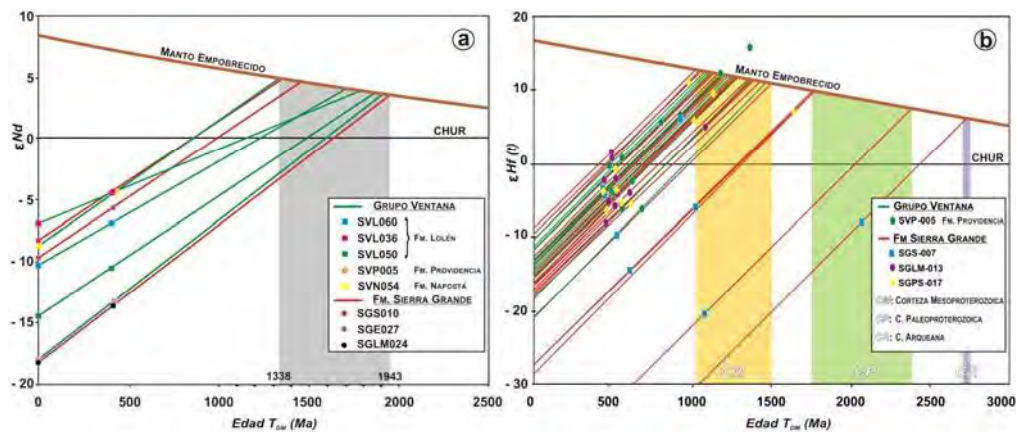 a
εNd
10
5
0
- 5
- 10
- 15
- 20
MANTO EMPOBRECIDO
CHUR
GRUPO VENTANA
SVL060
SVL036
SVL050
FM. LOLÉN
SVP005 FM. PROVIDENCIA
SVN054 FM. NAPOSTÁ
FM. SIERRA GRANDE
SGS010
SGE027
SGLM024
1338
1943
0 500 1000 1500 2000 2500
Edad TDM (Ma)
b
εHf (t)
20
10
0
- 10
- 20
- 30
MANTO EMPOBRECIDO
CHUR
GRUPO VENTANA
SVP-005 FM. PROVIDENCIA
FM SIERRA GRANDE
SGS-007
SGLM-013
SGPS-017
: CORTEZA MESOPROTEROZOICA
: C. PALEOPROTEROZOICA
: C. ARQUEANA
0 500 1000 1500 2000 2500 3000
Edad TDM (Ma)